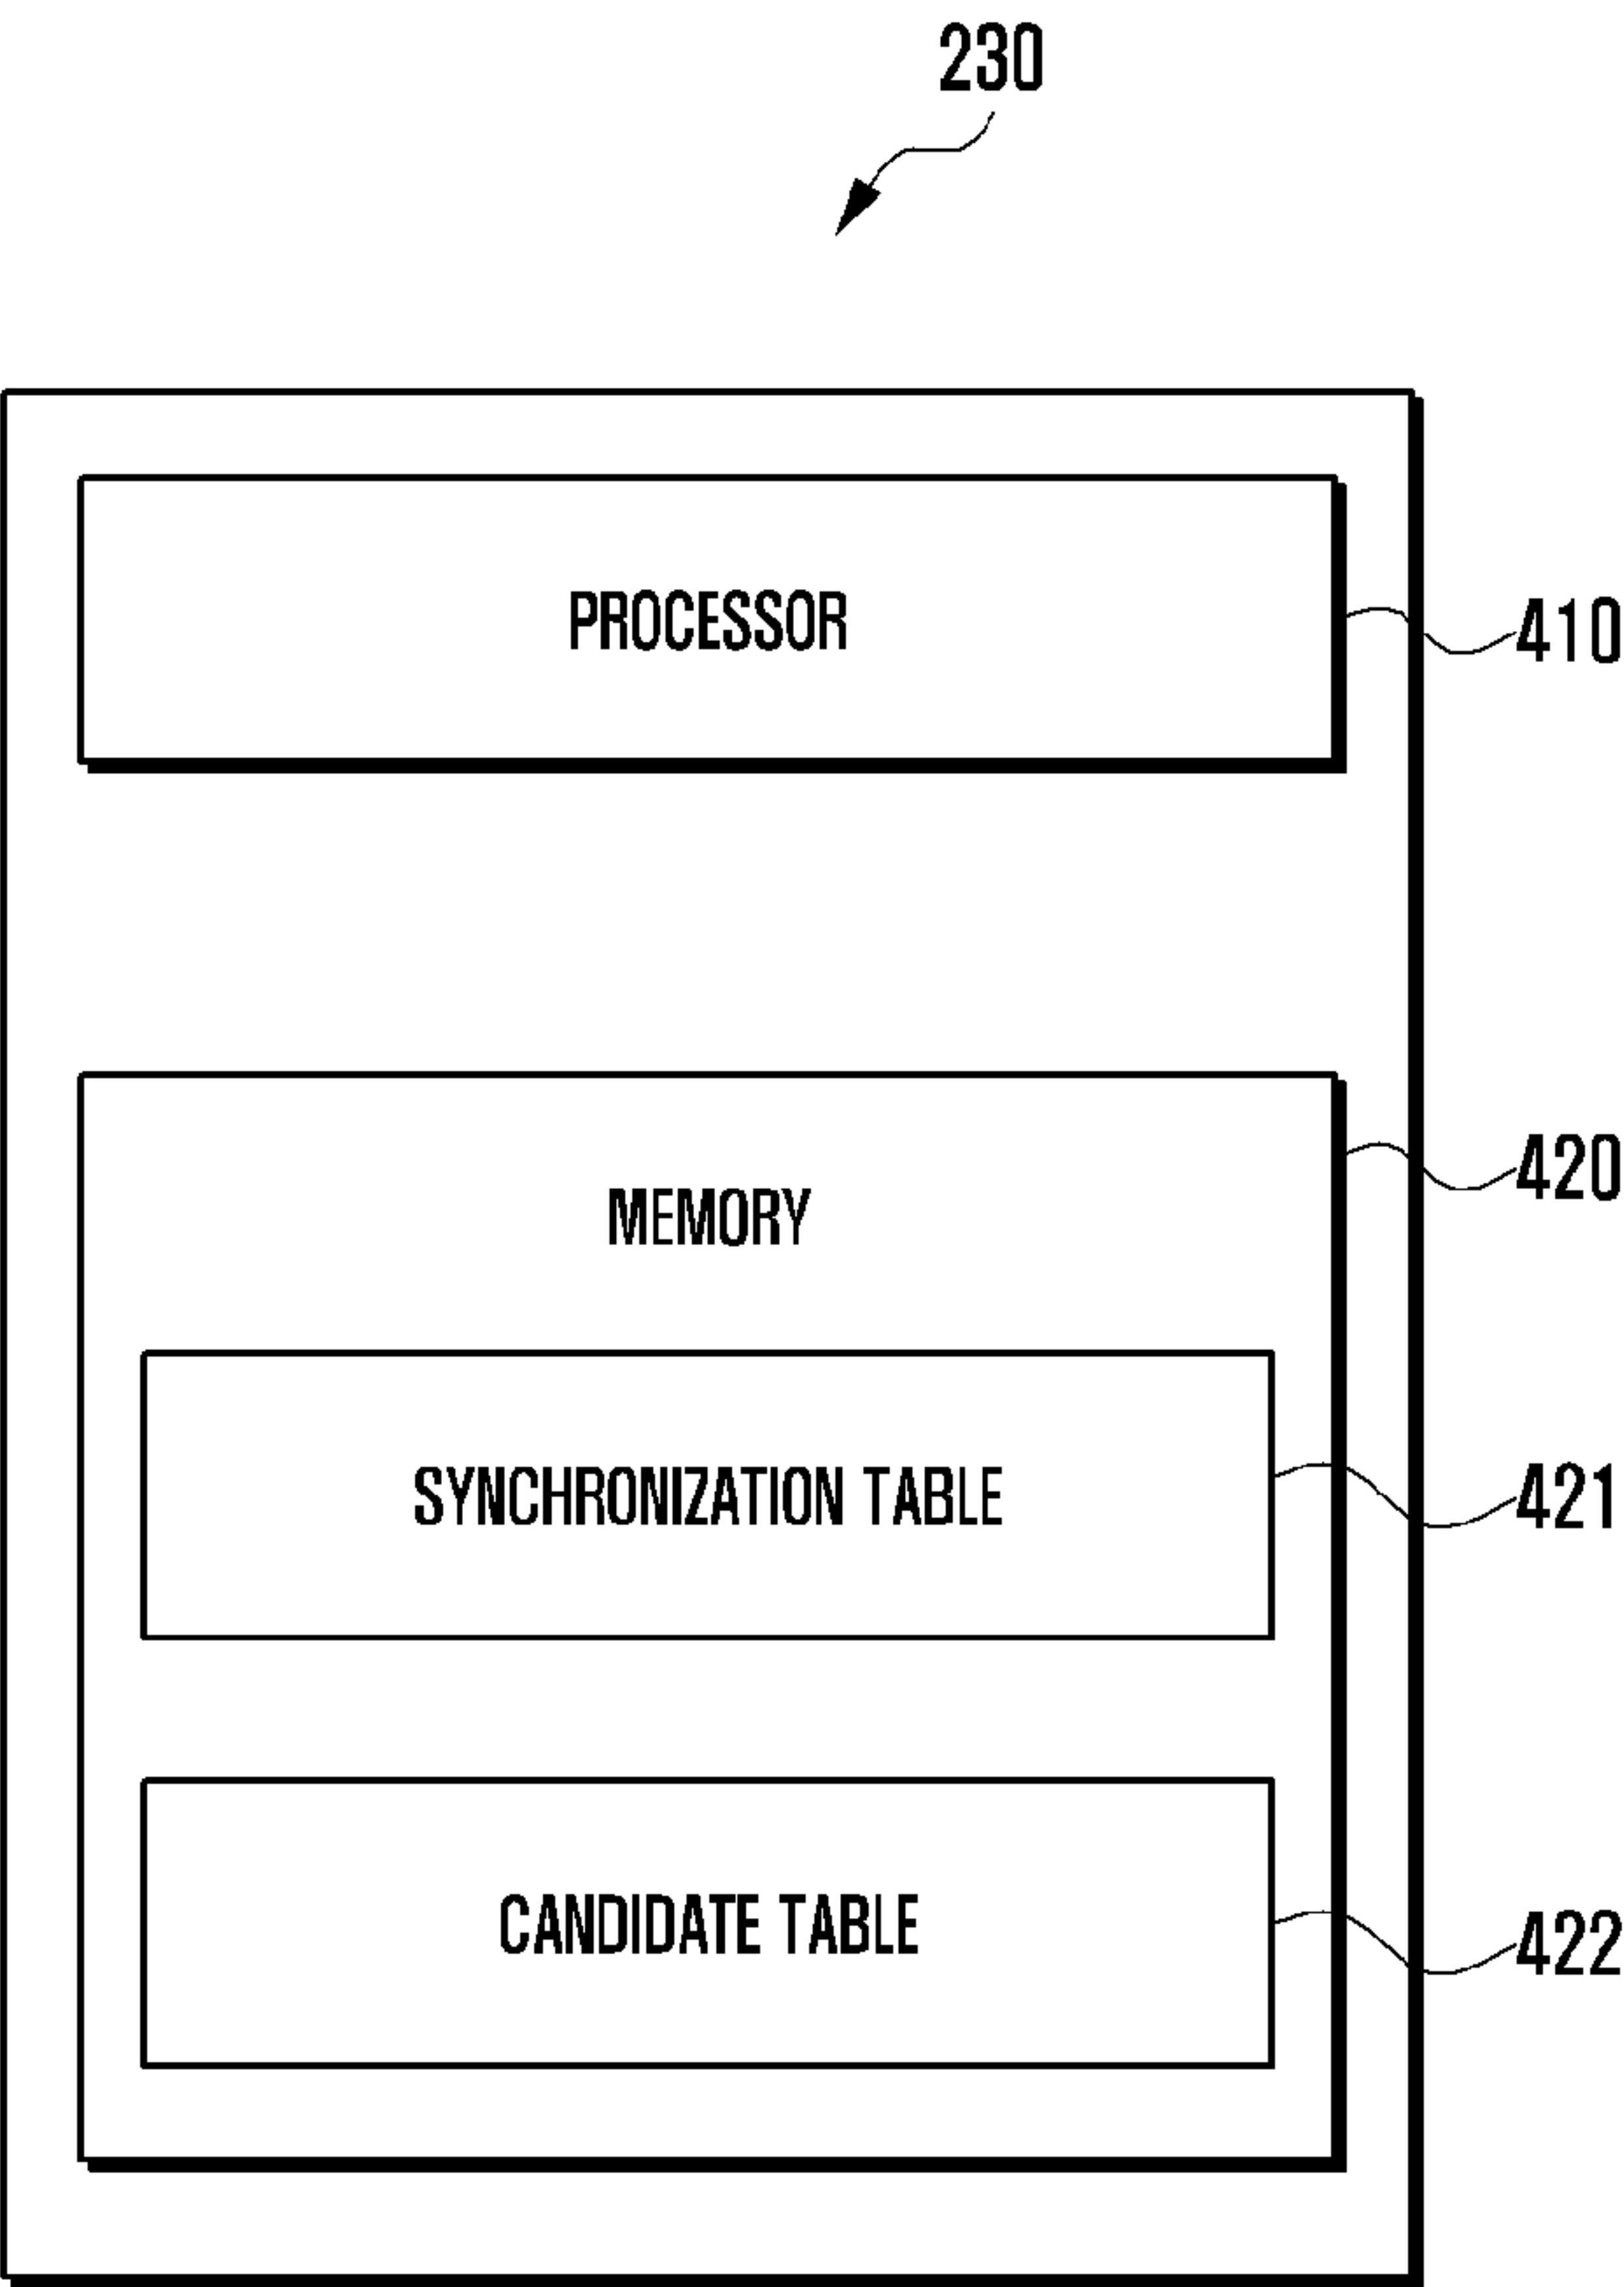 230
PROCESSOR
410
MEMORY
420
SYNCHRONIZATION TABLE
421
CANDIDATE TABLE
422